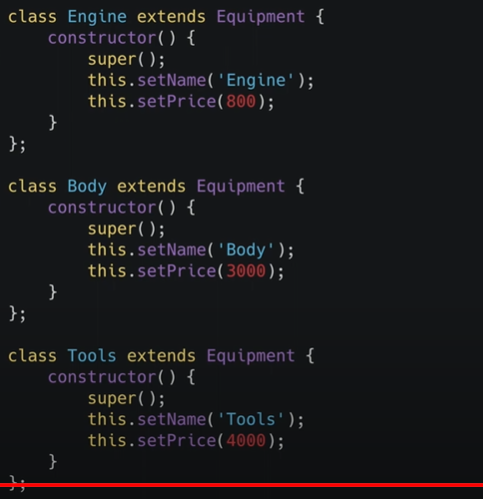 class Engine extends Equipment {
    constructor() {
        super();
        this.setName('Engine');
        this.setPrice(800);
    }
};

class Body extends Equipment {
    constructor() {
        super();
        this.setName('Body');
        this.setPrice(3000);
    }
};

class Tools extends Equipment {
    constructor() {
        super();
        this.setName('Tools');
        this.setPrice(4000);
    }
};